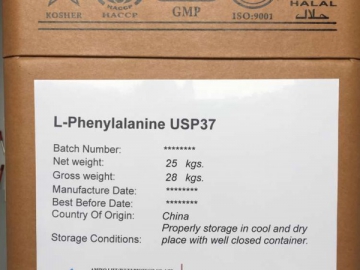 KOSHER HACCP GMP ISO:9001 HALAL
حلال
L-Phenylalanine USP37
Batch Number: ********
Net weight: 25 kgs.
Gross weight: 28 kgs.
Manufacture Date: ********
Best Before Date: ********
Country Of Origin: China
Storage Conditions: Properly storage in cool and dry
place with well closed container.